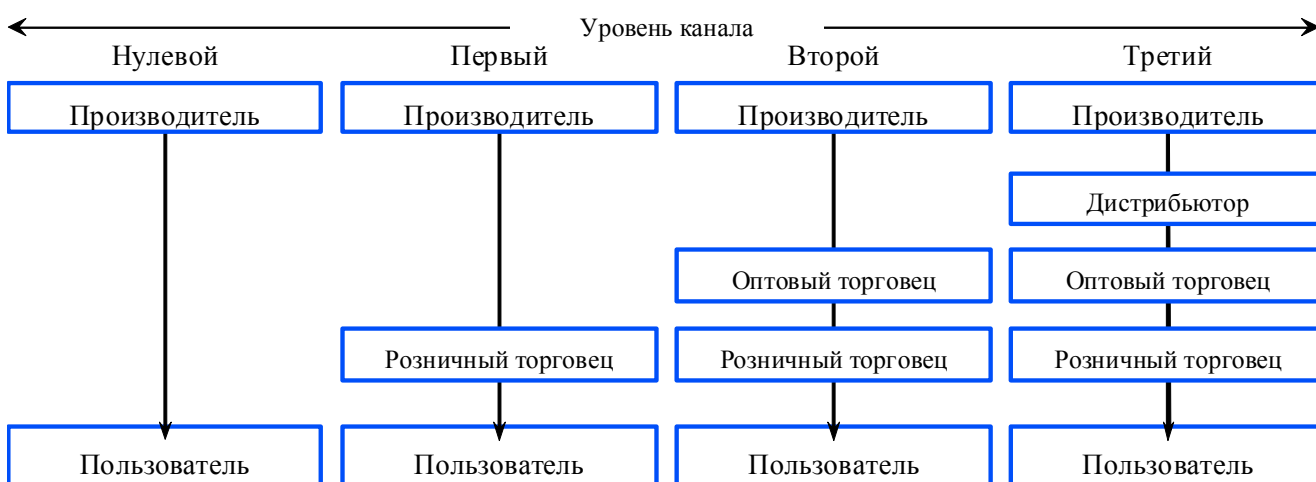 Уровень канала
Нулевой Первый Второй Третий
Производитель Производитель Производитель Производитель
Дистрибьютор
Оптовый торговец Оптовый торговец
Розничный торговец Розничный торговец Розничный торговец
Пользователь Пользователь Пользователь Пользователь